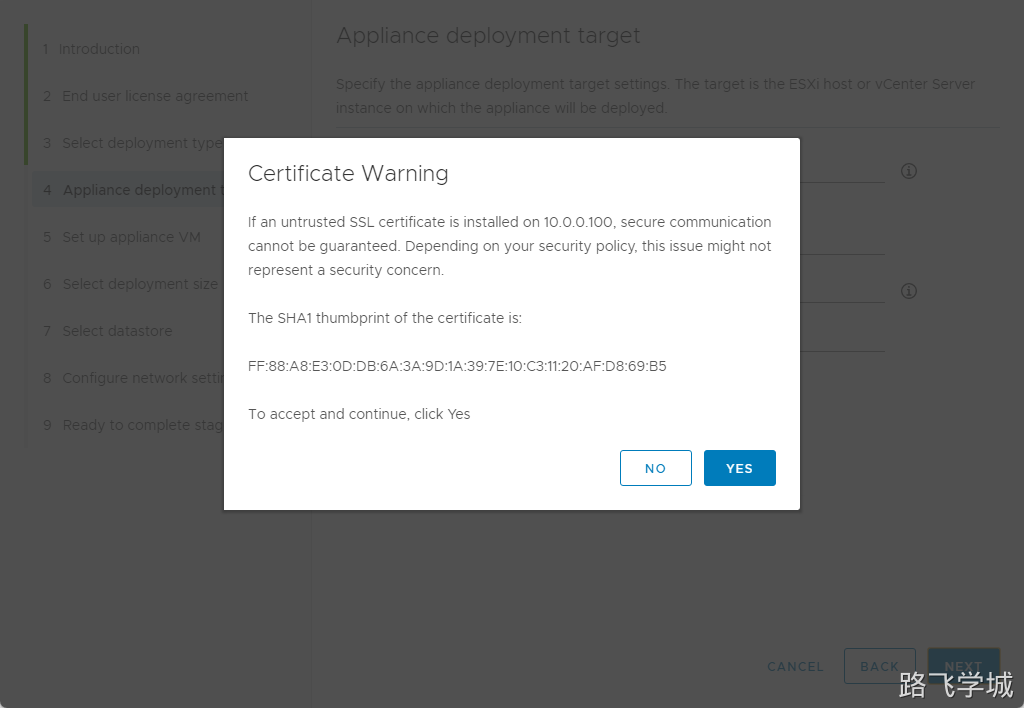 1 Introduction
2 End user license agreement
3 Select deployment type
4 Appliance deployment t
5 Set up appliance VM
6 Select deployment size
7 Select datastore
8 Configure network settin
9 Ready to complete stag
Appliance deployment target
Specify the appliance deployment target settings. The target is the ESXi host or vCenter Server
instance on which the appliance will be deployed.
Certificate Warning
If an untrusted SSL certificate is installed on 10.0.0.100, secure communication
cannot be guaranteed. Depending on your security policy, this issue might not
represent a security concern.
The SHA1 thumbprint of the certificate is:
FF:88:A8:E3:0D:DB:6A:3A:9D:1A:39:7E:10:C3:11:20:AF:D8:69:B5
To accept and continue, click Yes
NO
YES
CANCEL
BACK
NEXT
路飞学城